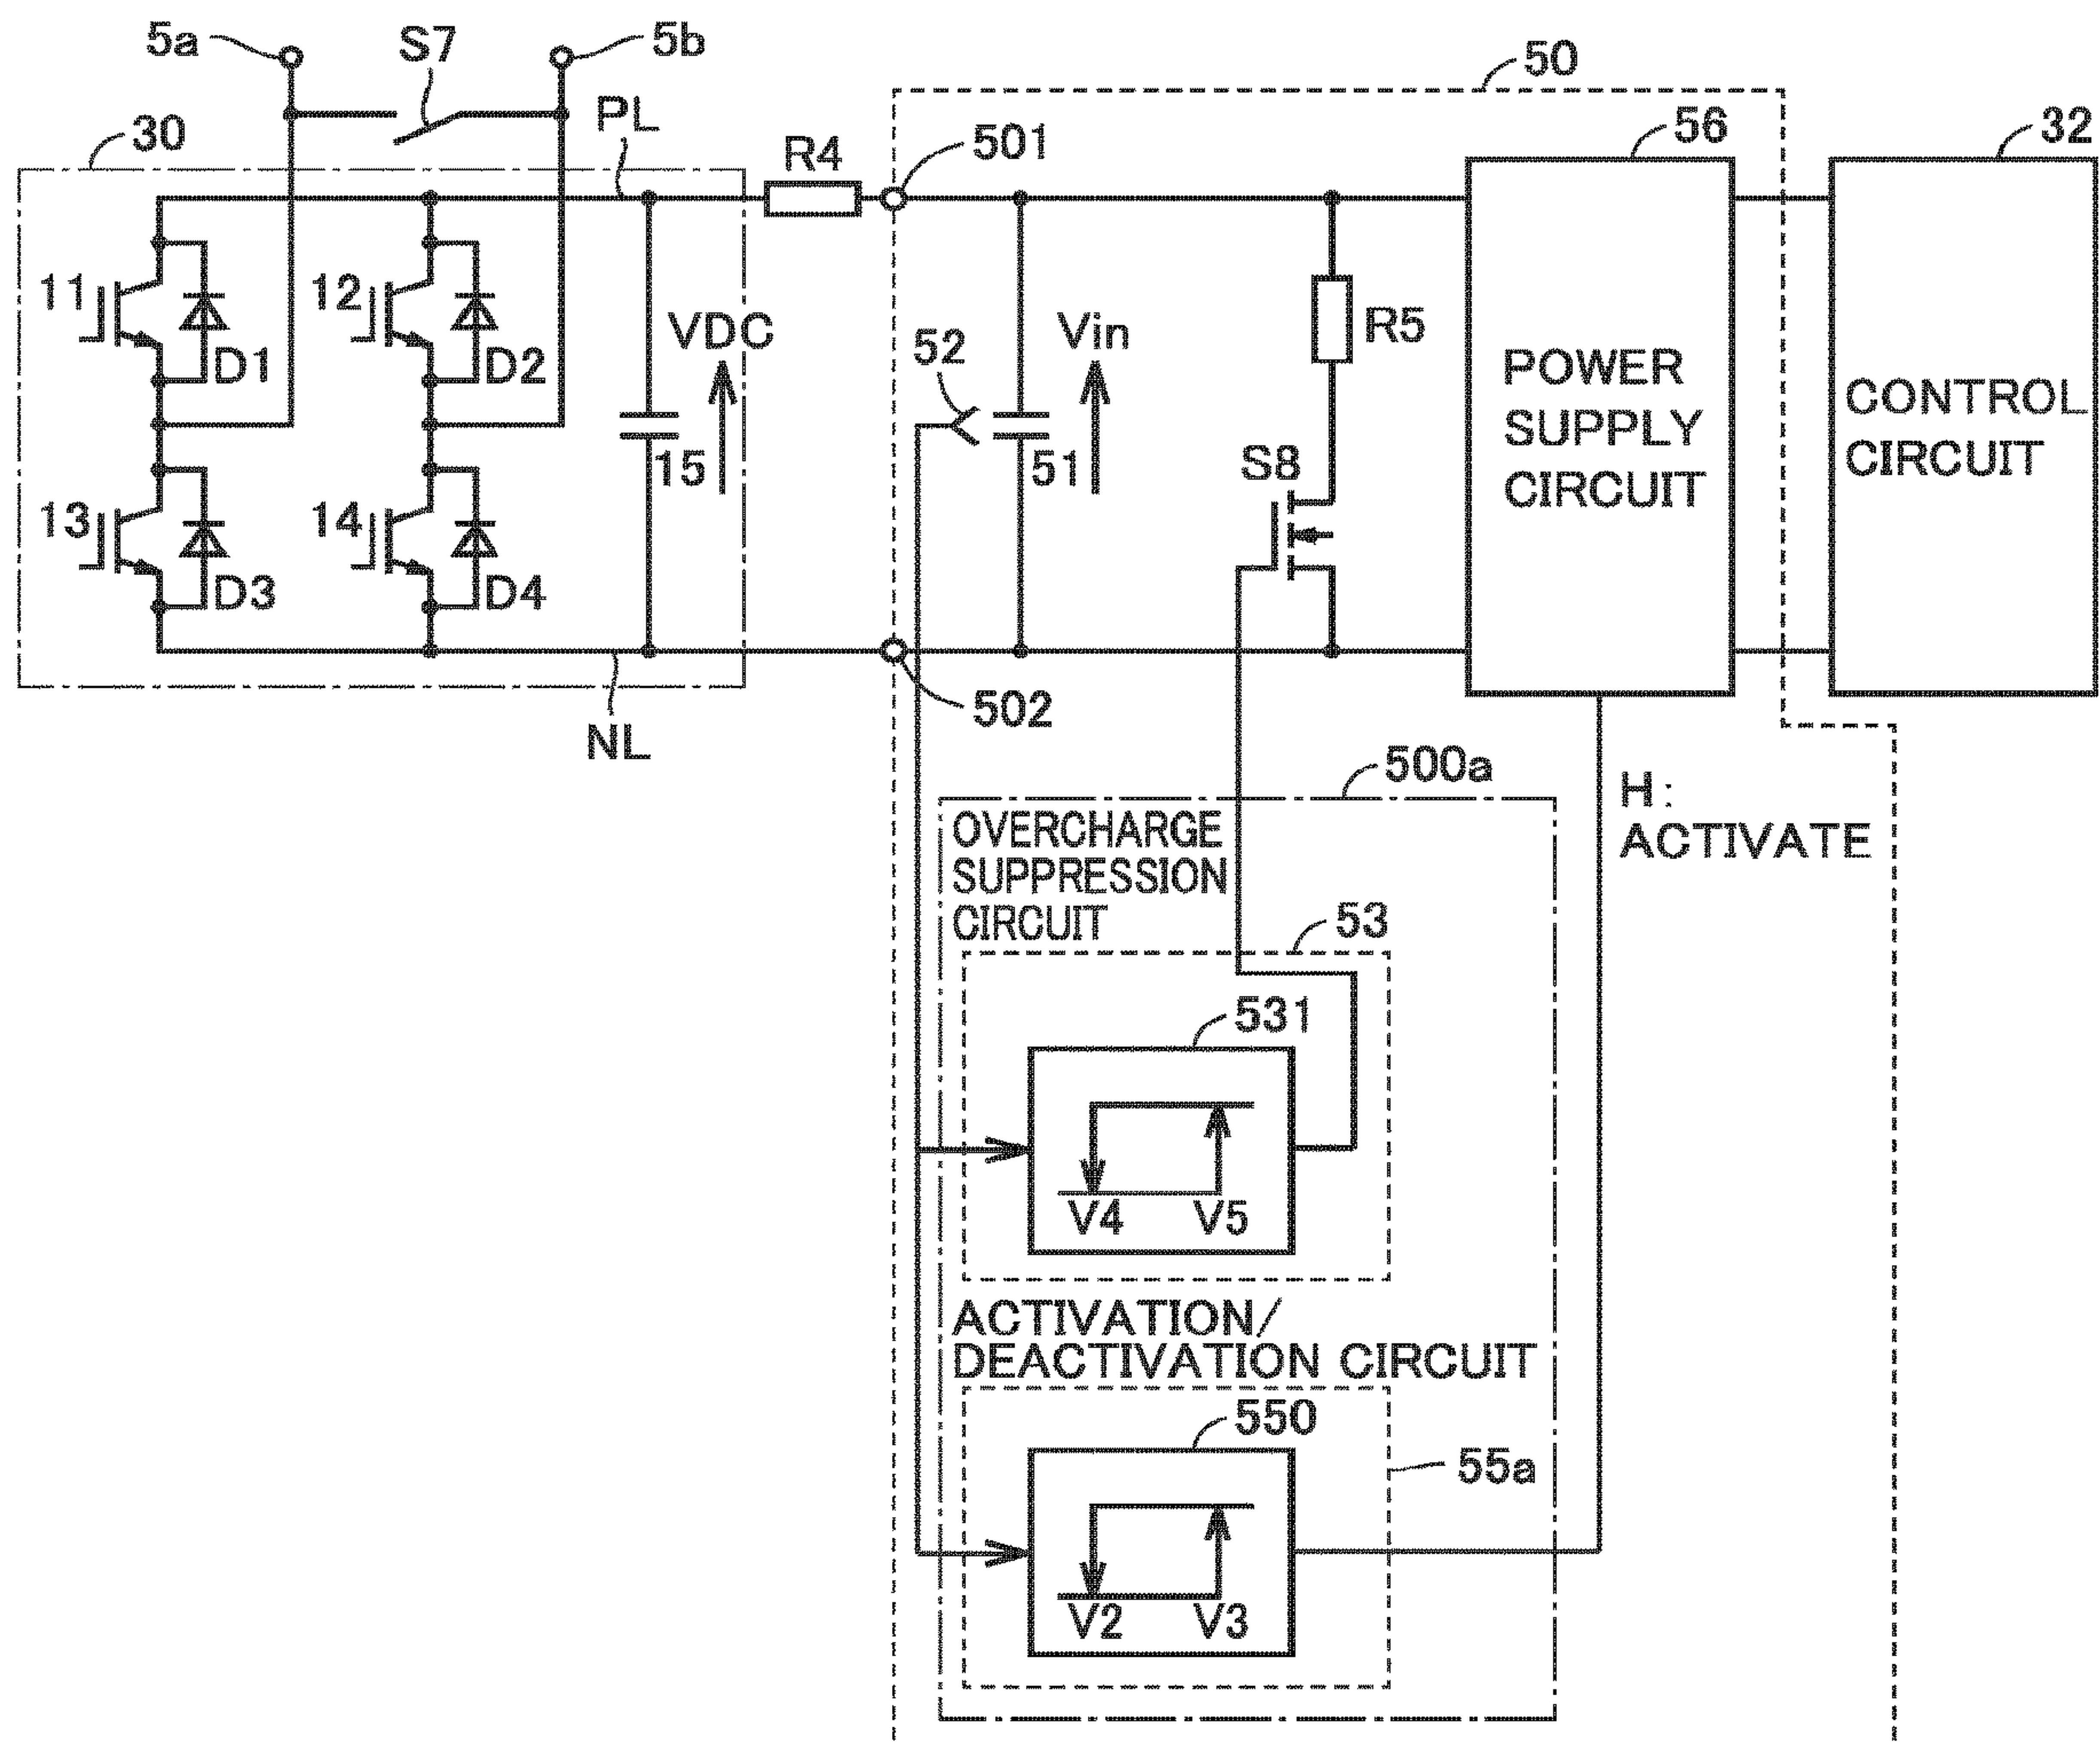 5a
S7
5b
50
30
PL
R4
501
56
32
11
D1
12
D2
VDC
15
52
Vin
51
R5
S8
POWER
SUPPLY
CIRCUIT
CONTROL
CIRCUIT
13
D3
14
D4
NL
502
500a
H:
ACTIVATE
OVERCHARGE
SUPPRESSION
CIRCUIT
53
531
V4 V5
ACTIVATION/
DEACTIVATION CIRCUIT
550
55a
V2 V3